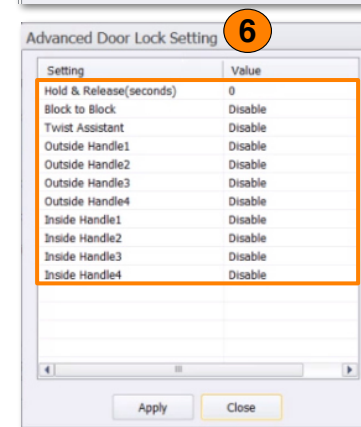 Advanced Door Lock Setting 6
Setting Value
Hold & Release(seconds) 0
Block to Block Disable
Twist Assistant Disable
Outside Handle1 Disable
Outside Handle2 Disable
Outside Handle3 Disable
Outside Handle4 Disable
Inside Handle1 Disable
Inside Handle2 Disable
Inside Handle3 Disable
Inside Handle4 Disable
Apply Close